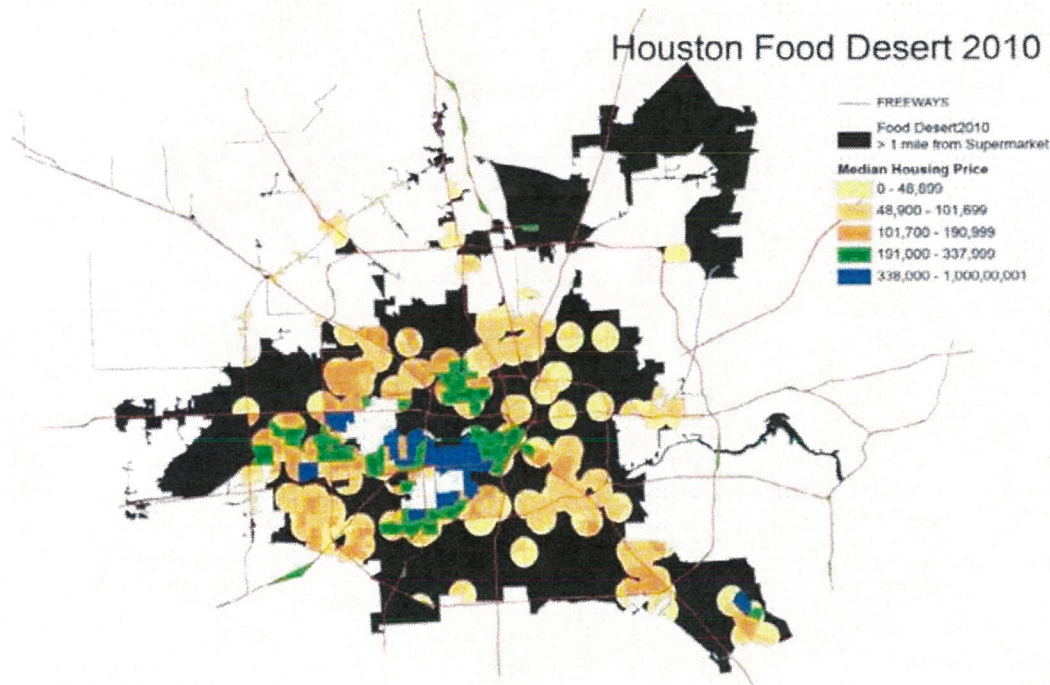 Houston Food Desert 2010
FREEWAYS
Food Desert2010
> 1 mile from Supermarket
Median Housing Price
0 - 48,899
48,900 - 101,699
101,700 - 190,999
191,000 - 337,999
338,000 - 1,000,00,001